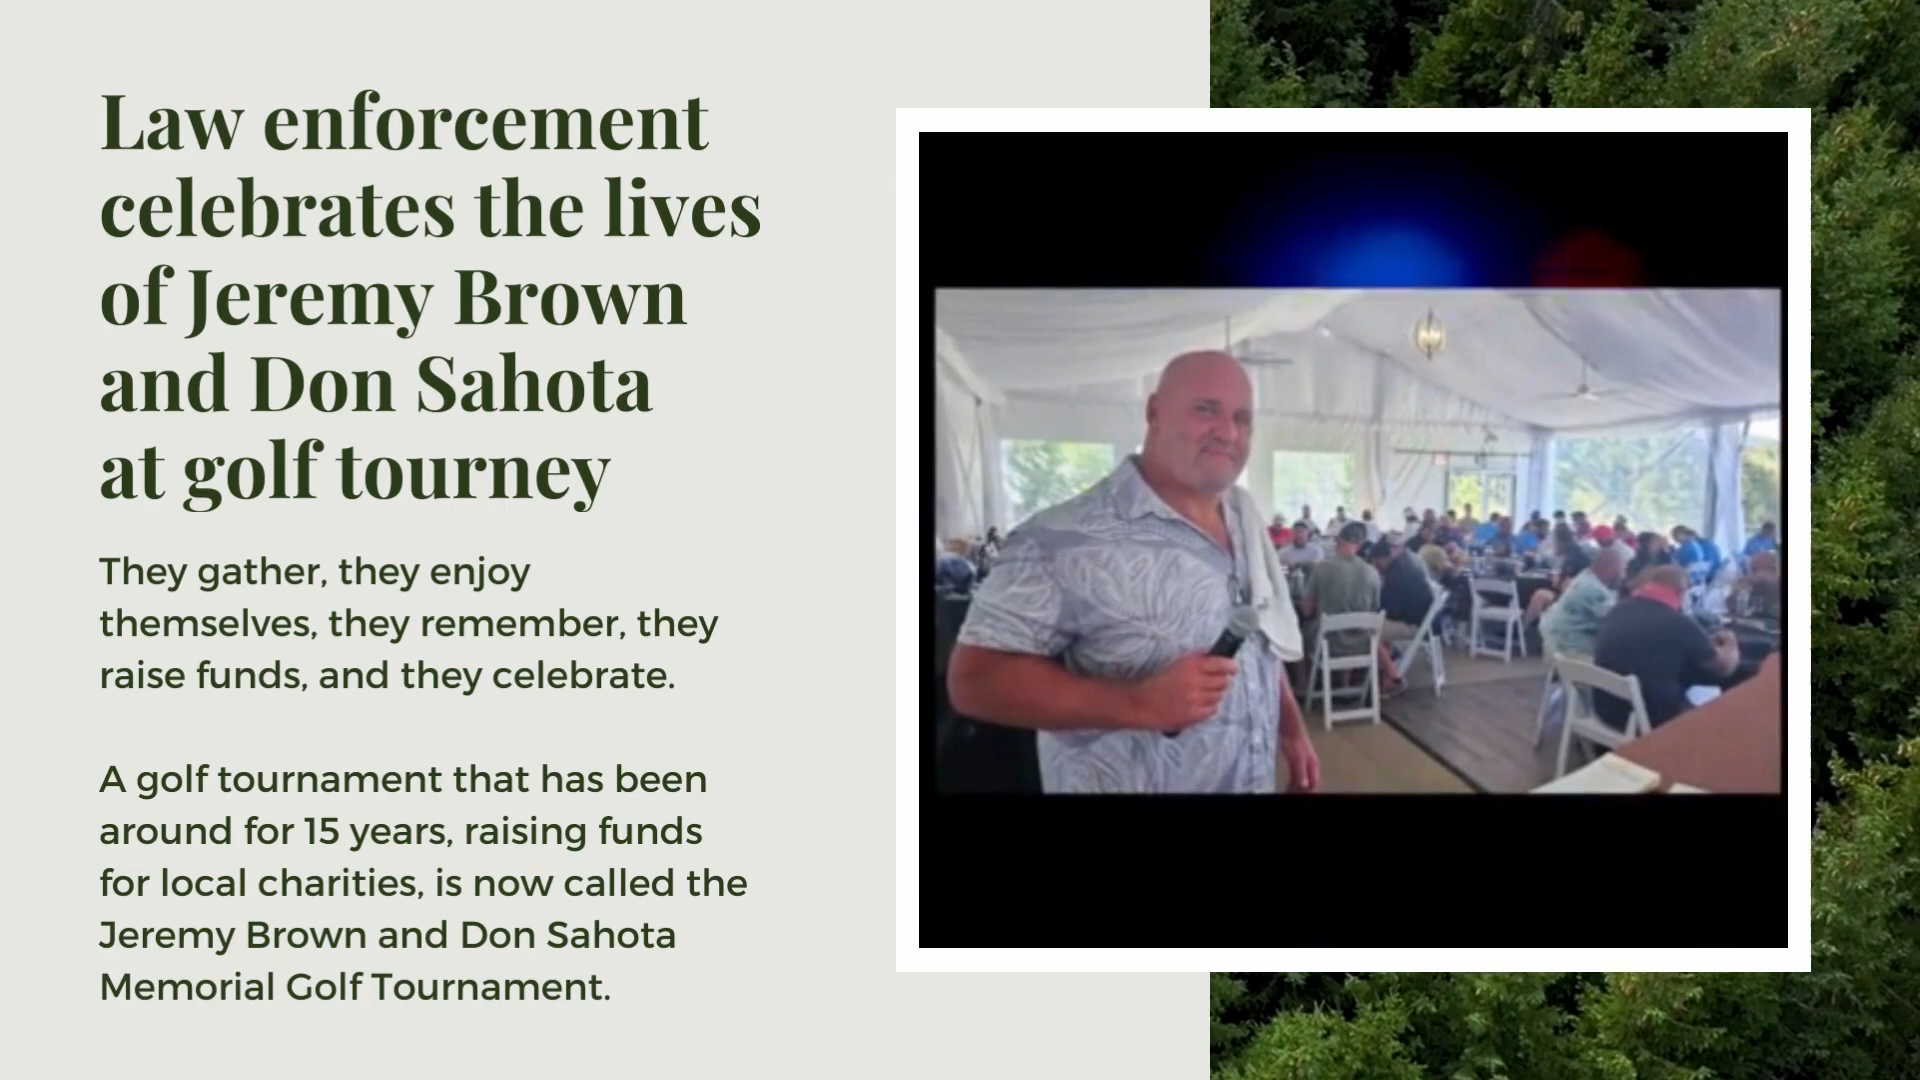 Law enforcement
celebrates the lives
of Jeremy Brown
and Don Sahota
at golf tourney
They gather, they enjoy
themselves, they remember, they
raise funds, and they celebrate.
A golf tournament that has been
around for 15 years, raising funds
for local charities, is now called the
Jeremy Brown and Don Sahota
Memorial Golf Tournament.